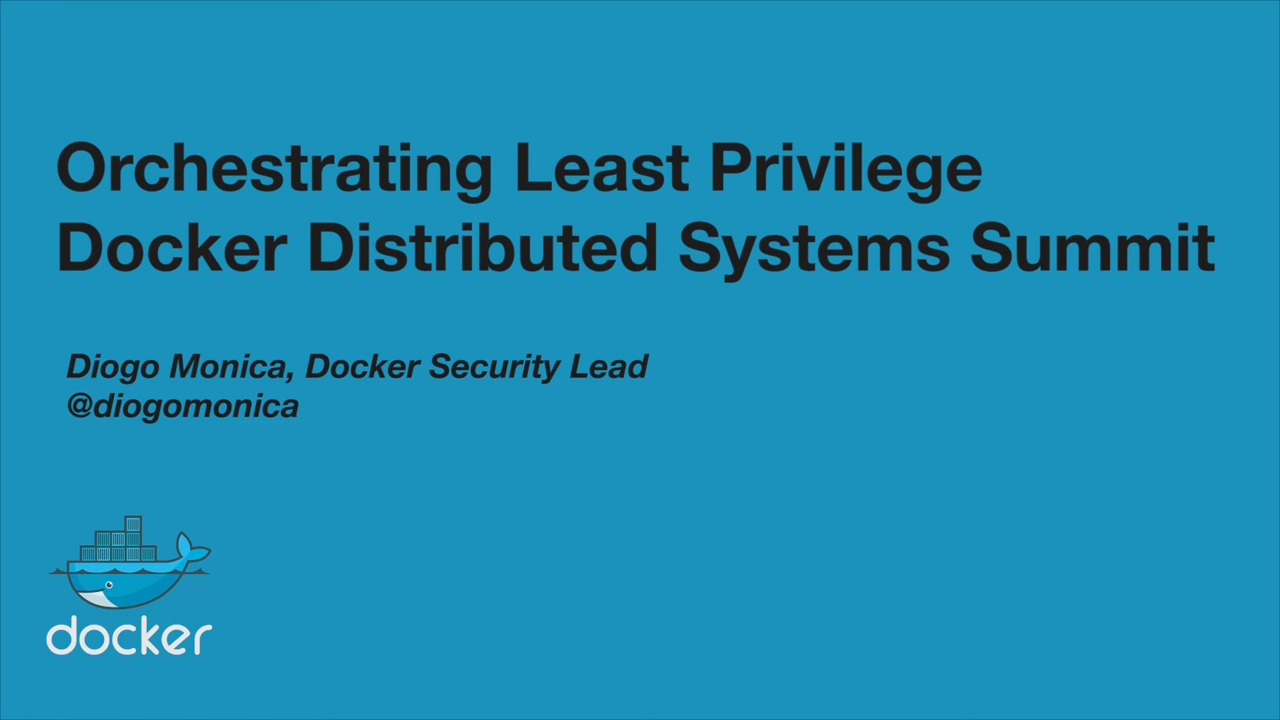 Orchestrating Least Privilege
Docker Distributed Systems Summit
Diogo Monica, Docker Security Lead
@diogomonica
docker